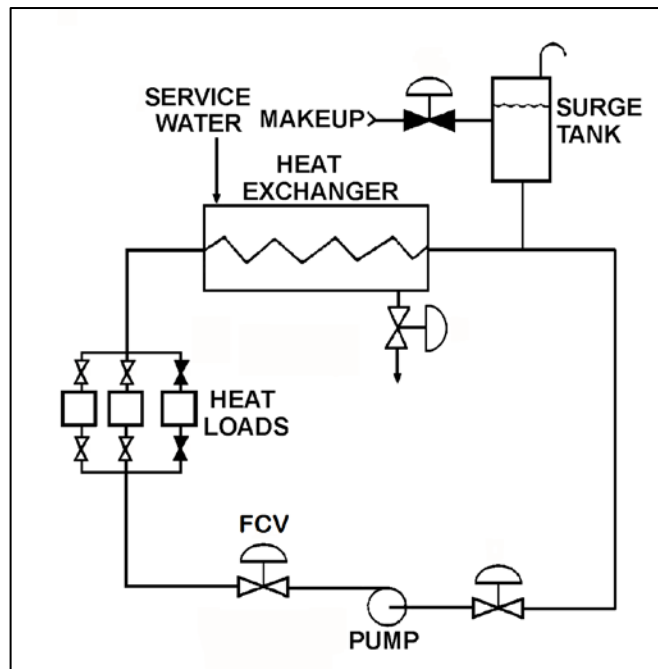 SERVICE
WATER
MAKEUP
SURGE
TANK
HEAT
EXCHANGER
HEAT
LOADS
FCV
PUMP